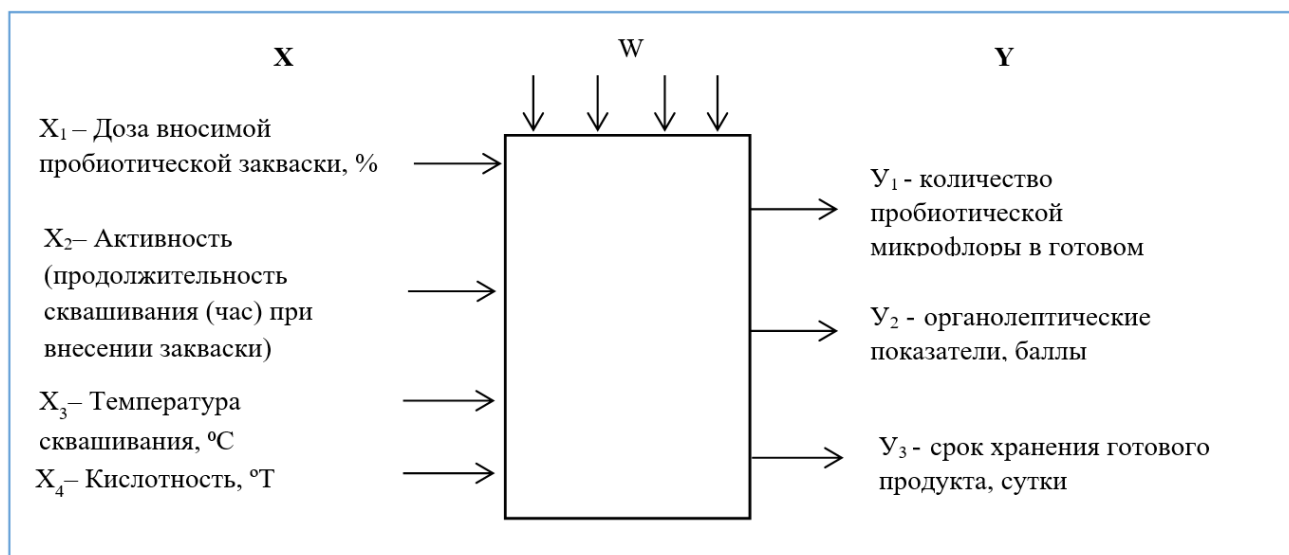 X
W
Y
X1 – Доза вносимой
пробиотической закваски, %
X2– Активность
(продолжительность
сквашивания (час) при
внесении закваски)
X3– Температура
сквашивания, ºС
X4– Кислотность, ºТ
У1 - количество
пробиотической
микрофлоры в готовом
У2 - органолептические
показатели, баллы
У3 - срок хранения готового
продукта, сутки